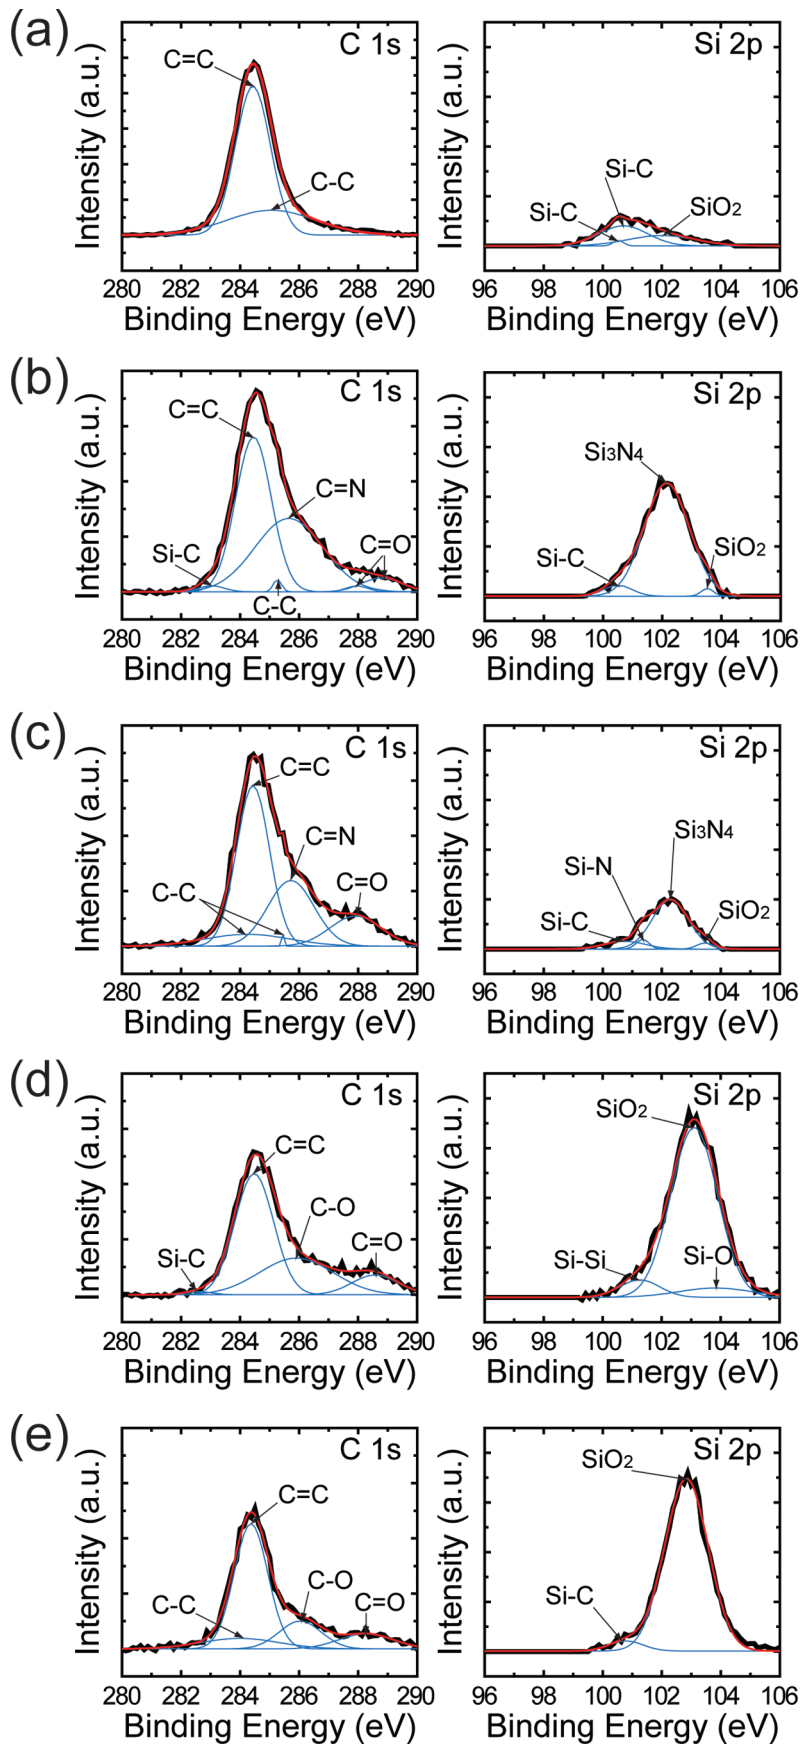 (a)
C 1s
C=C
C-C
Intensity (a.u.)
280 282 284 286 288 290
Binding Energy (eV)
Si 2p
Si-C
Si-C
SiO2
Intensity (a.u.)
96 98 100 102 104 106
Binding Energy (eV)
(b)
C 1s
C=C
C=N
Si-C
C=O
C-C
Intensity (a.u.)
280 282 284 286 288 290
Binding Energy (eV)
Si 2p
Si3N4
Si-C
SiO2
Intensity (a.u.)
96 98 100 102 104 106
Binding Energy (eV)
(c)
C 1s
C=C
C=N
C-C
C=O
Intensity (a.u.)
280 282 284 286 288 290
Binding Energy (eV)
Si 2p
Si3N4
Si-N
Si-C
SiO2
Intensity (a.u.)
96 98 100 102 104 106
Binding Energy (eV)
(d)
C 1s
C=C
C-O
Si-C
C=O
Intensity (a.u.)
280 282 284 286 288 290
Binding Energy (eV)
Si 2p
SiO2
Si-Si
Si-O
Intensity (a.u.)
96 98 100 102 104 106
Binding Energy (eV)
(e)
C 1s
C=C
C-O
C-C
C=O
Intensity (a.u.)
280 282 284 286 288 290
Binding Energy (eV)
Si 2p
SiO2
Si-C
Intensity (a.u.)
96 98 100 102 104 106
Binding Energy (eV)